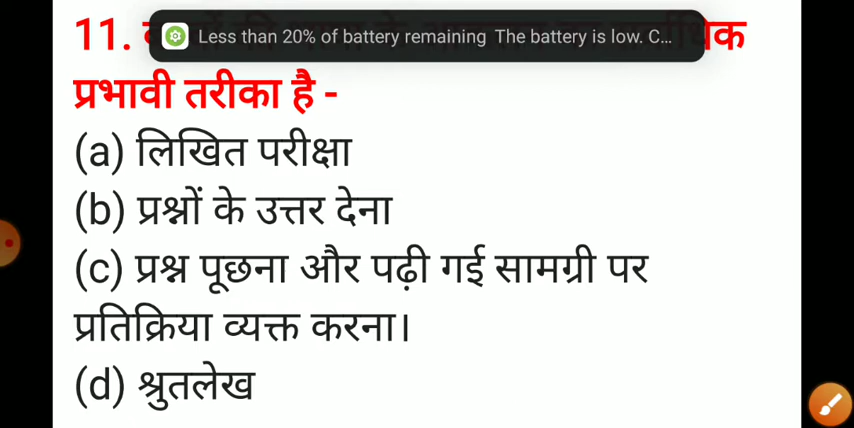 11.
Less than 20% of battery remaining The battery is low. C...
प्रभावी तरीका है -
(a) लिखित परीक्षा
(b) प्रश्नों के उत्तर देना
(c) प्रश्न पूछना और पढ़ी गई सामग्री पर
प्रतिक्रिया व्यक्त करना।
(d) श्रुतलेख